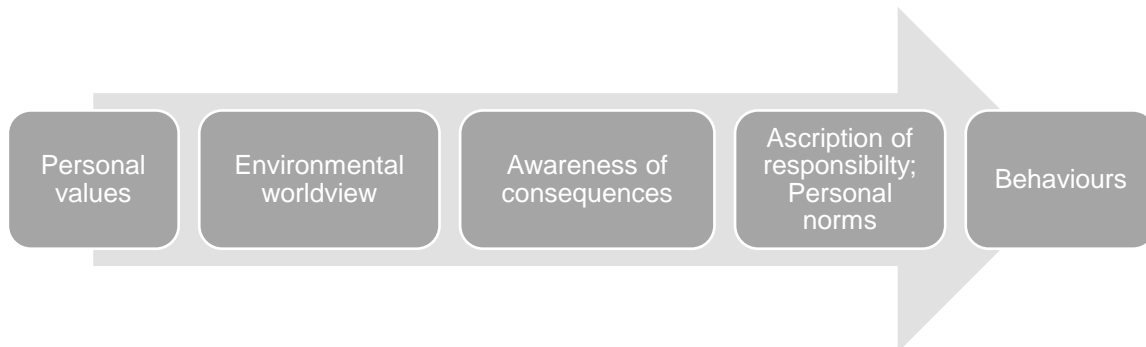 Personal
values
Environmental
worldview
Awareness of
consequences
Ascription of
responsibilty;
Personal
norms
Behaviours